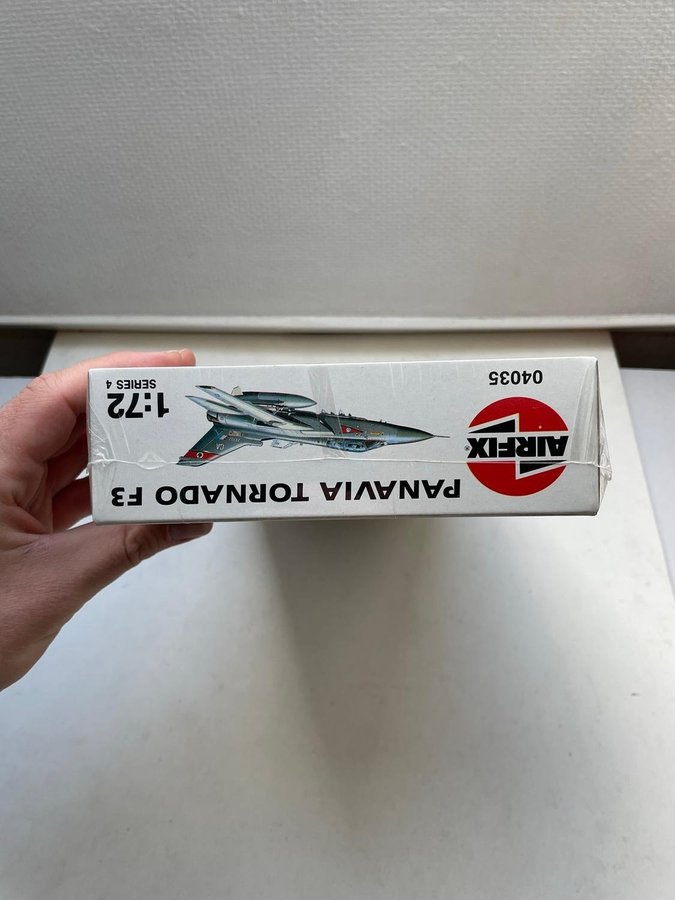 AIRFIX®
04035
PANAVIA TORNADO F3
1:72
SERIES 4